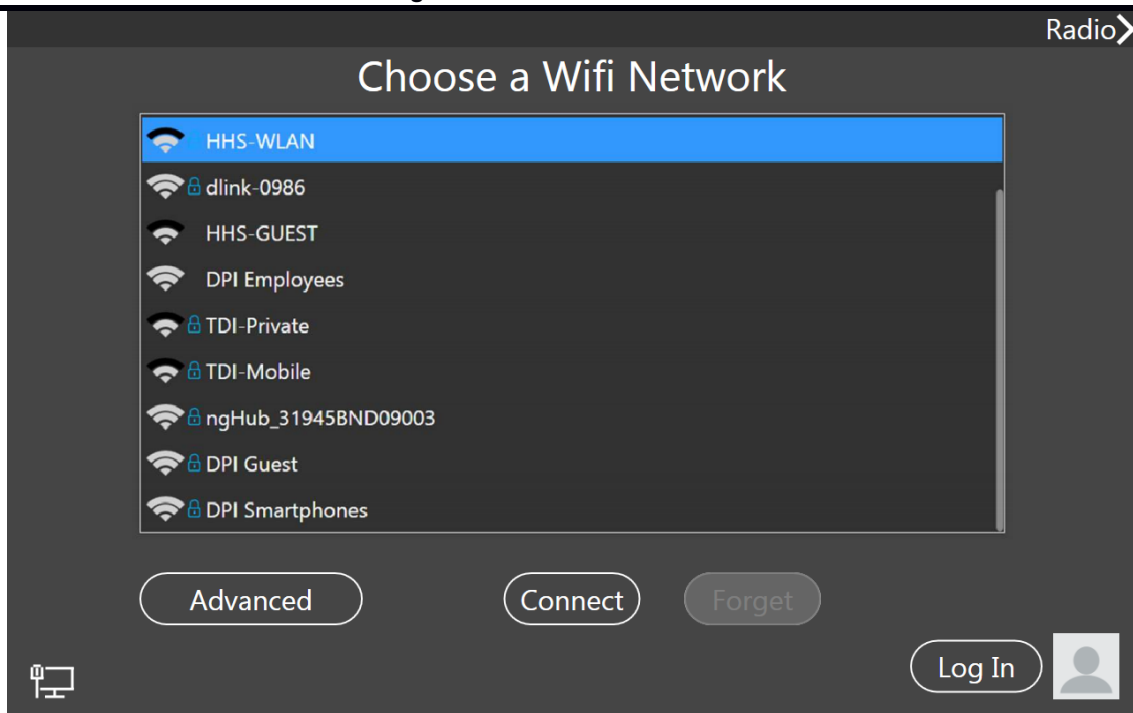 Radio
Choose a Wifi Network
HHS-WLAN
dlink-0986
HHS-GUEST
DPI Employees
TDI-Private
TDI-Mobile
ngHub_31945BND09003
DPI Guest
DPI Smartphones
Advanced
Connect
Forget
Log In